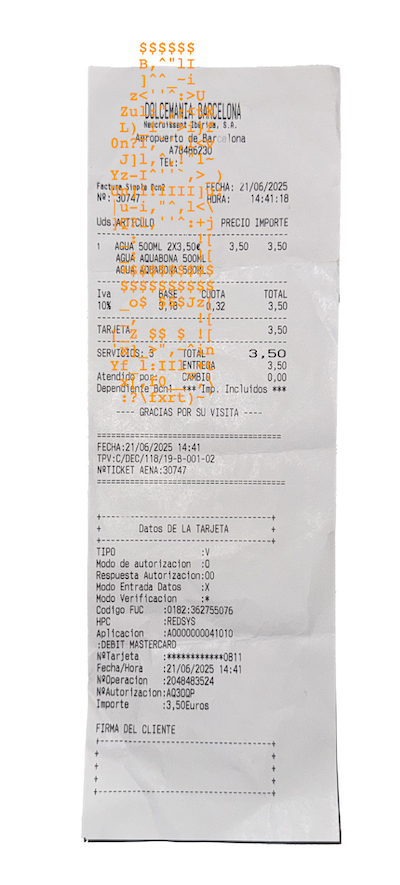 DOLCEMANIA BARCELONA
Neocruissent Ibérica, S.A.
Aeropuerto de Barcelona
A78486230
TEL:
Factura Simple Bcn2 FECHA: 21/06/2025
Nº: 30747 HORA: 14:41:18
Uds ARTICULO PRECIO IMPORTE
1 AGUA 500ML 2X3,50€ 3,50 3,50
AGUA AQUABONA 500ML
AGUA AQUABONA 500ML
Iva BASE CUOTA TOTAL
10% 3,18 0,32 3,50
TARJETA 3,50
SERVICIOS: 3 TOTAL 3,50
ENTREGA 3,50
Atendido por: CAMBIO 0,00
Dependiente Bcn1 *** Imp. Incluidos ***
---- GRACIAS POR SU VISITA ----
FECHA:21/06/2025 14:41
TPV:C/DEC/118/19-B-001-02
NºTICKET AENA:30747
Datos DE LA TARJETA
TIPO :V
Modo de autorizacion :O
Respuesta Autorizacion:00
Modo Entrada Datos :X
Modo Verificacion :*
Codigo FUC :0182:362755076
HPC :REDSYS
Aplicacion :A0000000041010
:DEBIT MASTERCARD
NºTarjeta :************0811
Fecha/Hora :21/06/2025 14:41
NºOperacion :2048483524
NºAutorizacion:AQ3OQP
Importe :3,50Euros
FIRMA DEL CLIENTE